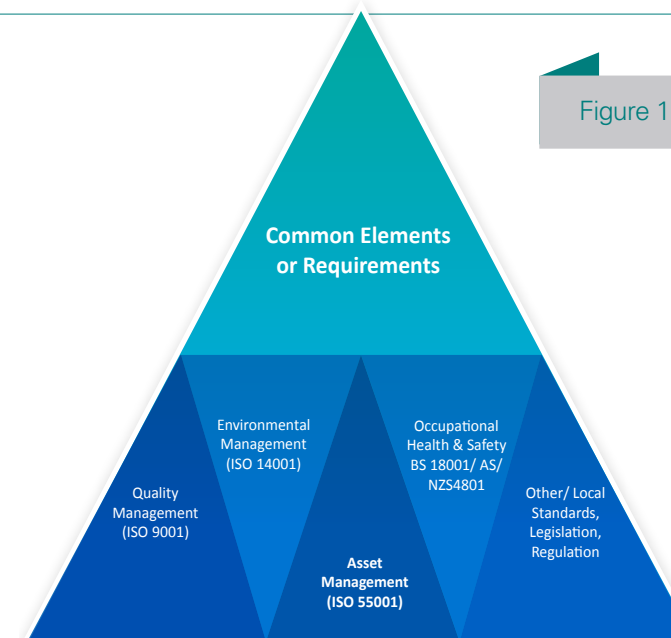 Figure 1
Common Elements
or Requirements
Environmental
Management
(ISO 14001)
Occupational
Health & Safety
BS 18001/ AS/
NZS4801
Quality
Management
(ISO 9001)
Other/ Local
Standards,
Legislation,
Regulation
Asset
Management
(ISO 55001)